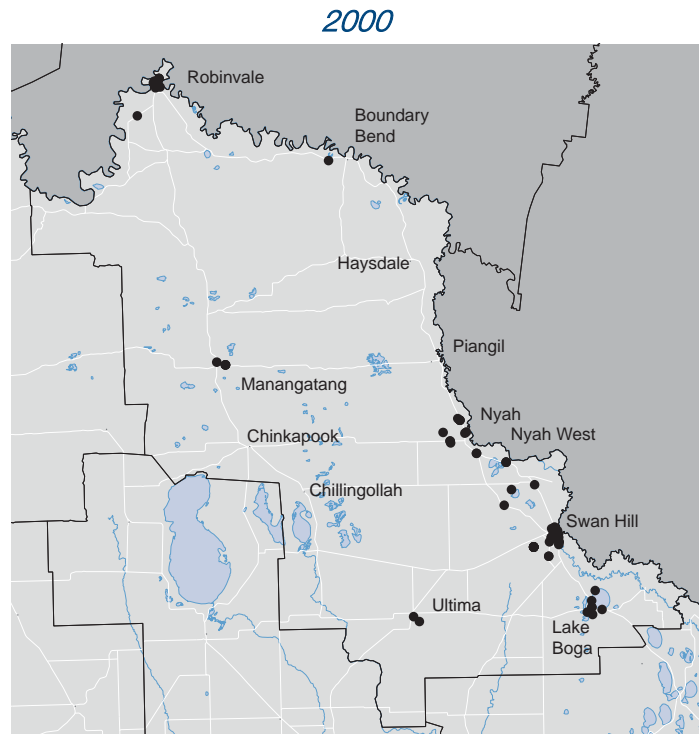 2000
Robinvale
Boundary
Bend
Haysdale
Piangil
Manangatang
Nyah
Nyah West
Chinkapook
Chillingollah
Swan Hill
Ultima
Lake
Boga